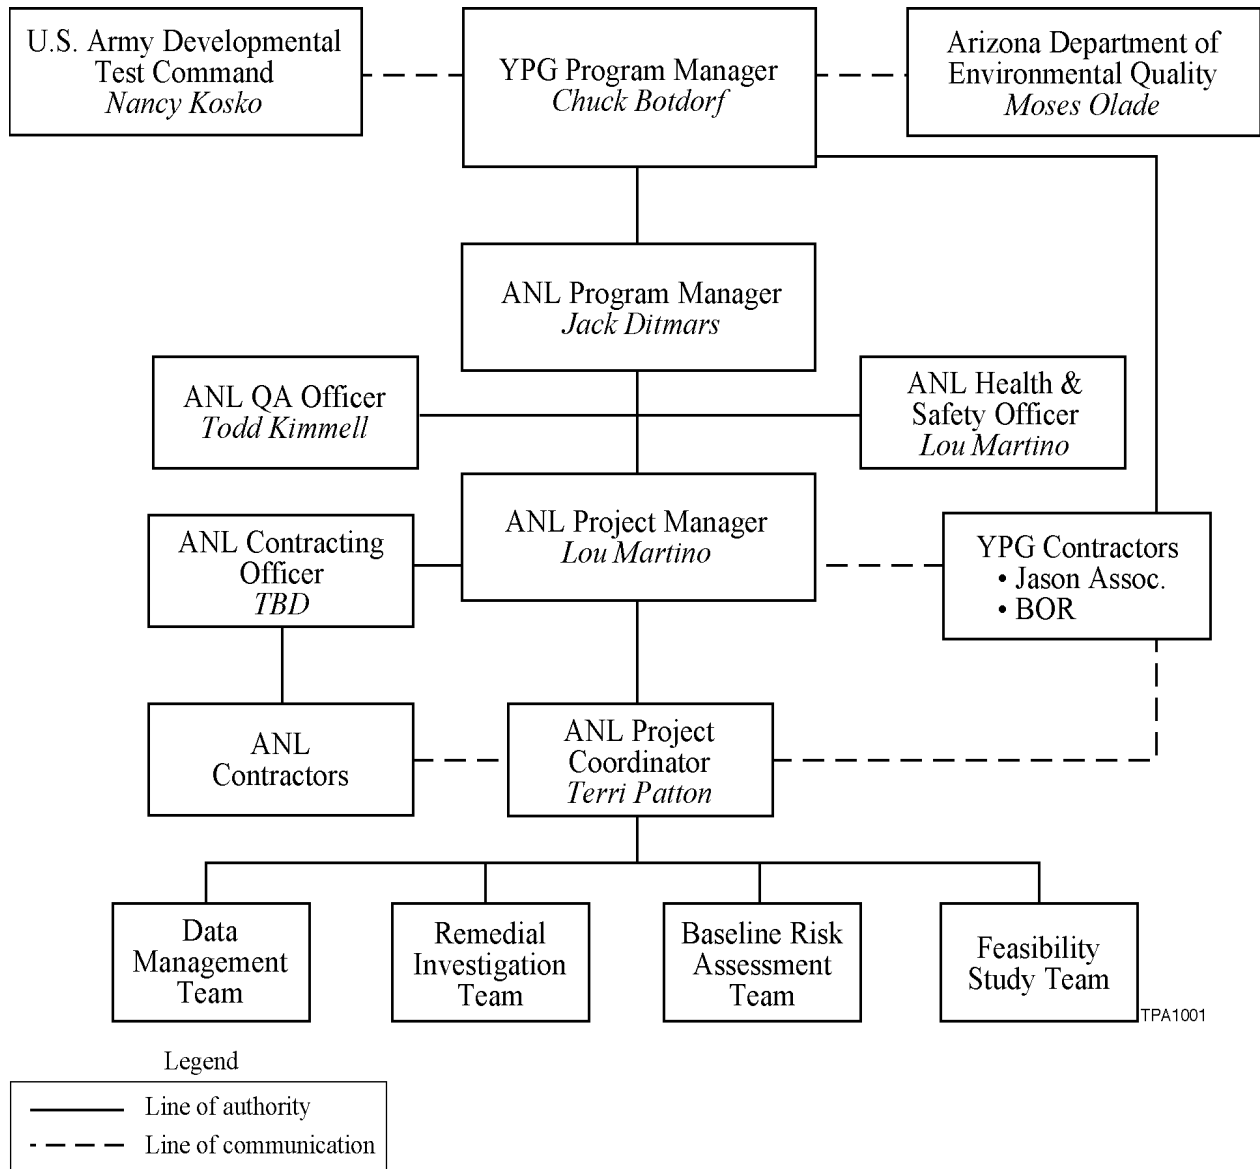 U.S. Army Developmental
Test Command
Nancy Kosko
YPG Program Manager
Chuck Botdorf
Arizona Department of
Environmental Quality
Moses Olade
ANL Program Manager
Jack Ditmars
ANL QA Officer
Todd Kimmell
ANL Health &
Safety Officer
Lou Martino
ANL Project Manager
Lou Martino
ANL Contracting
Officer
TBD
YPG Contractors
• Jason Assoc.
• BOR
ANL
Contractors
ANL Project
Coordinator
Terri Patton
Data
Management
Team
Remedial
Investigation
Team
Baseline Risk
Assessment
Team
Feasibility
Study Team
TPA1001
Legend
Line of authority
Line of communication